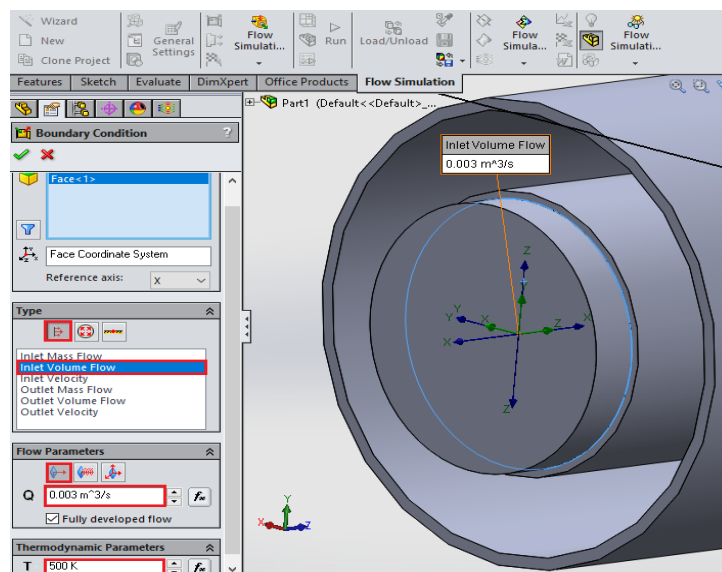 Wizard
New
Clone Project
General
Settings
Flow
Simulati...
Run
Load/Unload
Flow
Simula...
Flow
Simulati...
Features Sketch Evaluate DimXpert Office Products Flow Simulation
Boundary Condition ?
Face<1>
Face Coordinate System
Reference axis: X
Type
Inlet Mass Flow
Inlet Volume Flow
Inlet Velocity
Outlet Mass Flow
Outlet Volume Flow
Outlet Velocity
Flow Parameters
Q 0.003 m^3/s
Fully developed flow
Thermodynamic Parameters
T 500 K
Part1 (Default<<Default>_...
Inlet Volume Flow
0.003 m^3/s
Z
Y
Y
Y
X
Z
X
X
Z
Y
X
Z